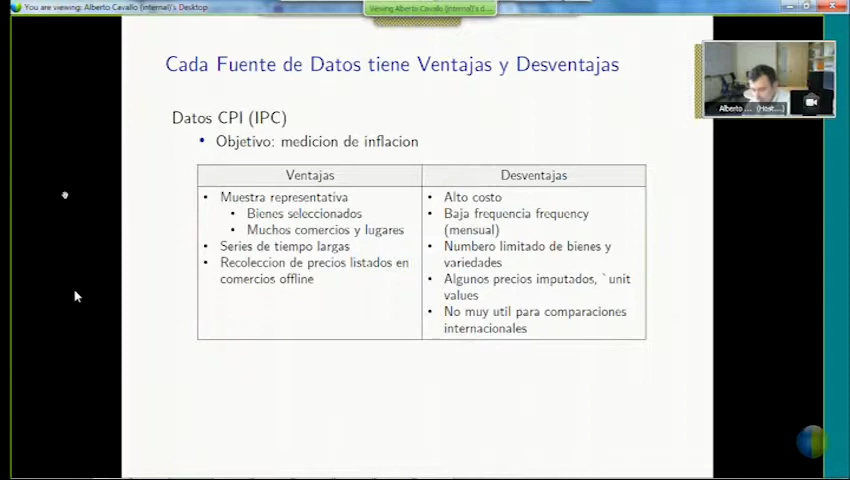 You are viewing: Alberto Cavallo (internal)'s Desktop
Viewing Alberto Cavallo (internal)'s d...
Cada Fuente de Datos tiene Ventajas y Desventajas
Alberto ... (Host...)
Datos CPI (IPC)
• Objetivo: medicion de inflacion
Ventajas
• Muestra representativa
• Bienes seleccionados
• Muchos comercios y lugares
• Series de tiempo largas
• Recoleccion de precios listados en
comercios offline
Desventajas
• Alto costo
• Baja frequencia frequency
(mensual)
• Numbero limitado de bienes y
variedades
• Algunos precios imputados, `unit
values
• No muy util para comparaciones
internacionales